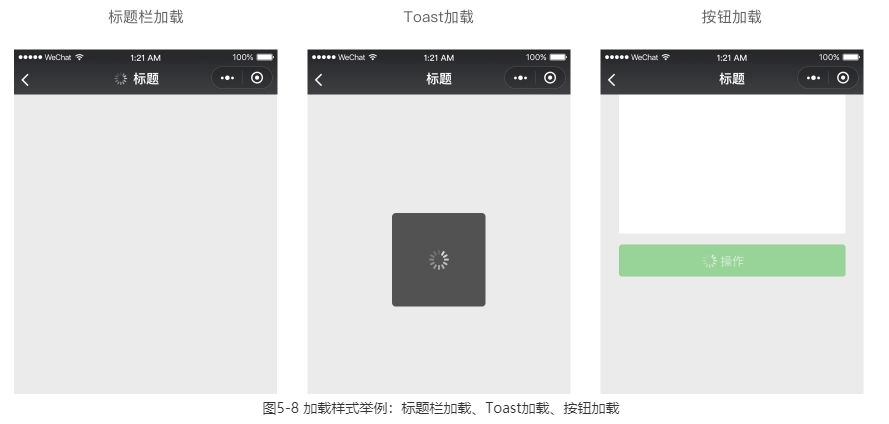 标题栏加载
Toast加载
按钮加载
WeChat 1:21 AM 100%
标题
WeChat 1:21 AM 100%
标题
WeChat 1:21 AM 100%
标题
操作
图5-8 加载样式举例：标题栏加载、Toast加载、按钮加载